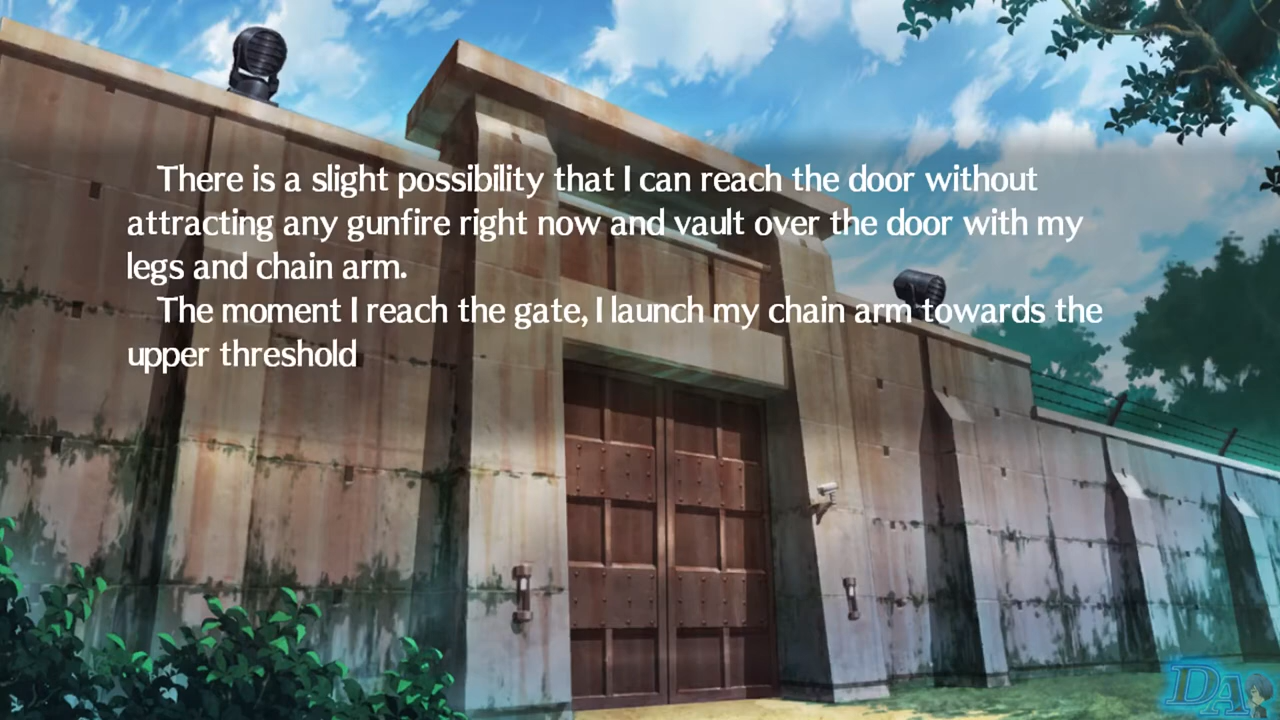 There is a slight possibility that I can reach the door without
attracting any gunfire right now and vault over the door with my
legs and chain arm.
The moment I reach the gate, I launch my chain arm towards the
upper threshold
DA